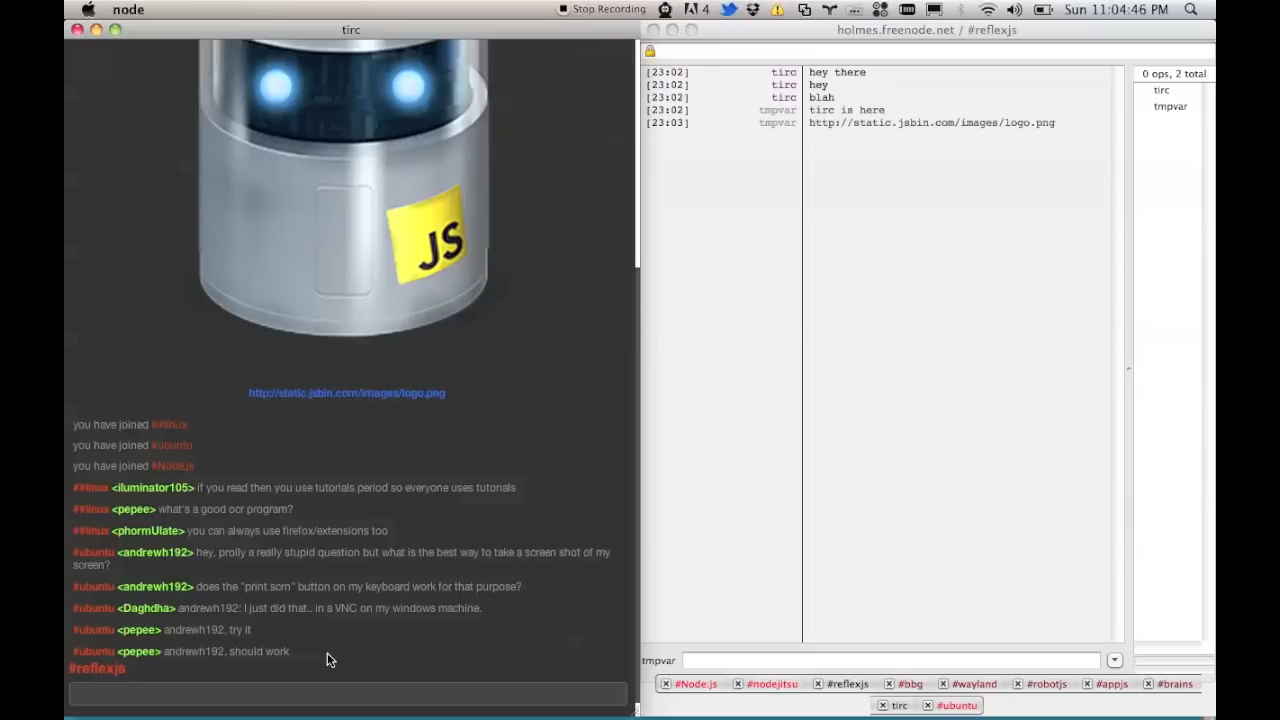 node
Stop Recording
4
Sun 11:04:46 PM
tirc
JS
http://static.jsbin.com/images/logo.png
you have joined ##linux
you have joined #ubuntu
you have joined #Node.js
##linux <iluminator105> if you read then you use tutorials period so everyone uses tutorials
##linux <pepee> what's a good ocr program?
##linux <phormUlate> you can always use firefox/extensions too
#ubuntu <andrewh192> hey, prolly a really stupid question but what is the best way to take a screen shot of my
screen?
#ubuntu <andrewh192> does the "print scrn" button on my keyboard work for that purpose?
#ubuntu <Daghdha> andrewh192: I just did that.. in a VNC on my windows machine.
#ubuntu <pepee> andrewh192, try it
#ubuntu <pepee> andrewh192, should work
#reflexjs
holmes.freenode.net / #reflexjs
[23:02] tirc hey there
[23:02] tirc hey
[23:02] tirc blah
[23:02] tmpvar tirc is here
[23:03] tmpvar http://static.jsbin.com/images/logo.png
0 ops, 2 total
tirc
tmpvar
tmpvar
#Node.js #nodejitsu #reflexjs #bbg #wayland #robotjs #appjs #brains
tirc #ubuntu